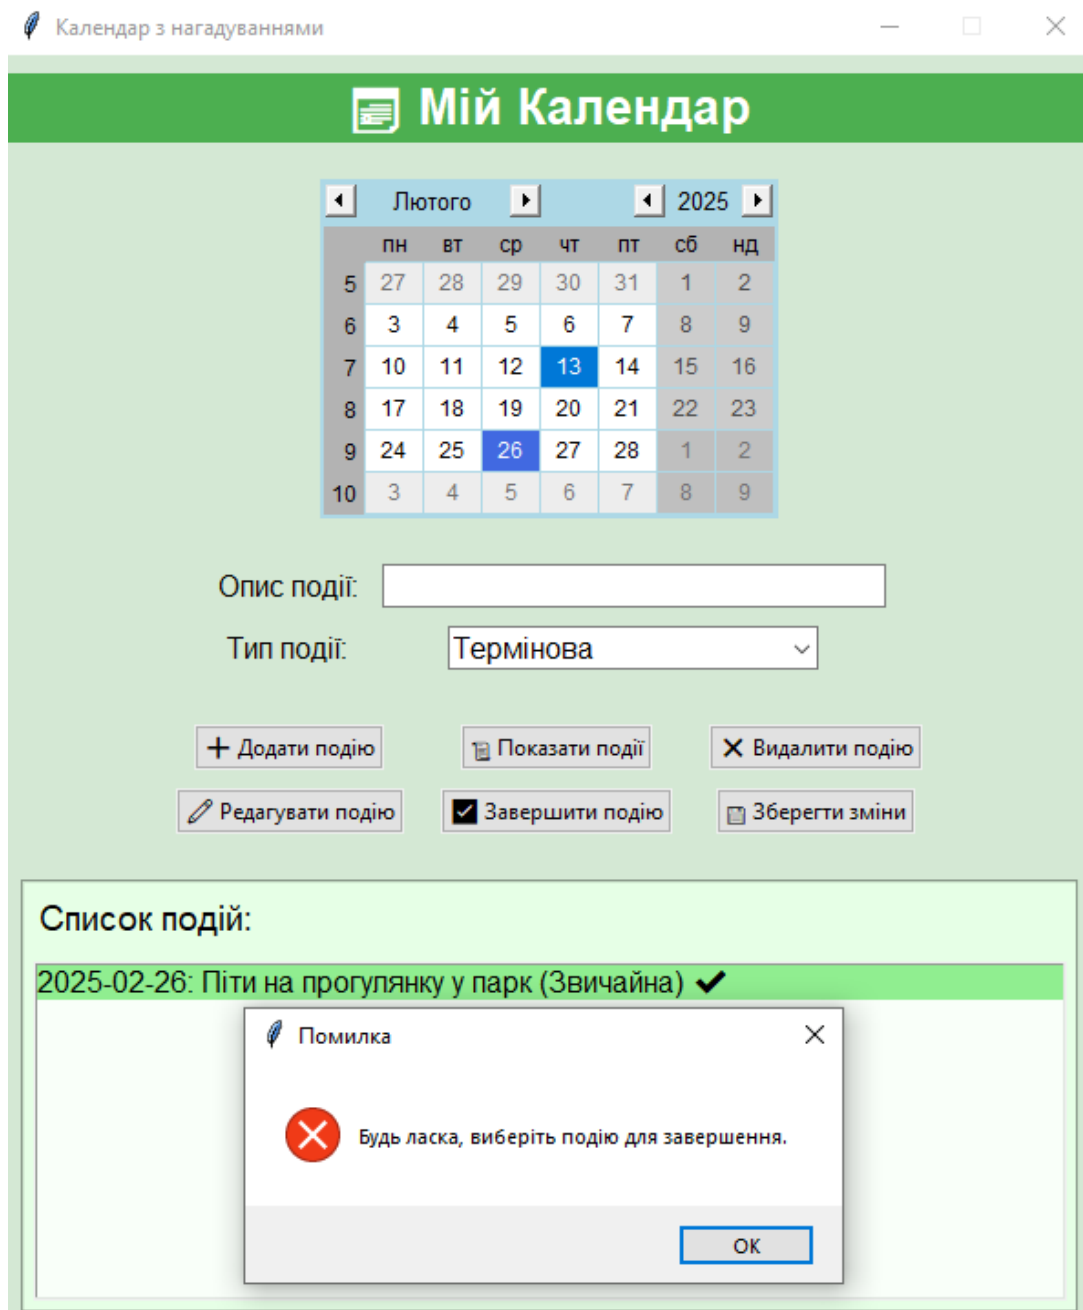 Календар з нагадуваннями
Мій Календар
Лютого 2025
пн вт ср чт пт сб нд
5 27 28 29 30 31 1 2
6 3 4 5 6 7 8 9
7 10 11 12 13 14 15 16
8 17 18 19 20 21 22 23
9 24 25 26 27 28 1 2
10 3 4 5 6 7 8 9
Опис події:
Тип події: Термінова
Додати подію Показати події Видалити подію
Редагувати подію Завершити подію Зберегти зміни
Список подій:
2025-02-26: Піти на прогулянку у парк (Звичайна) ✔
Помилка
Будь ласка, виберіть подію для завершення.
OK